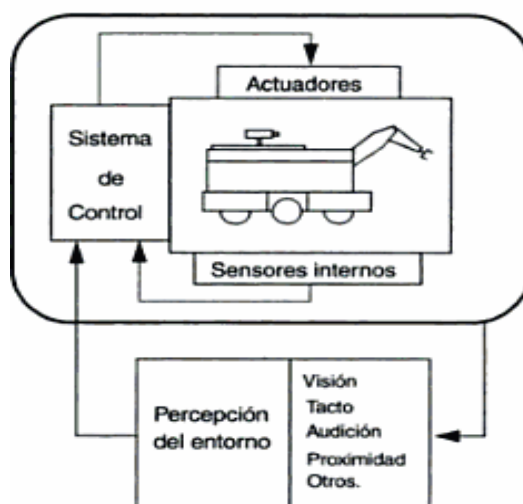 Actuadores
Sistema
de
Control
Sensores internos
Percepción
del entorno
Visión
Tacto
Audición
Proximidad
Otros.